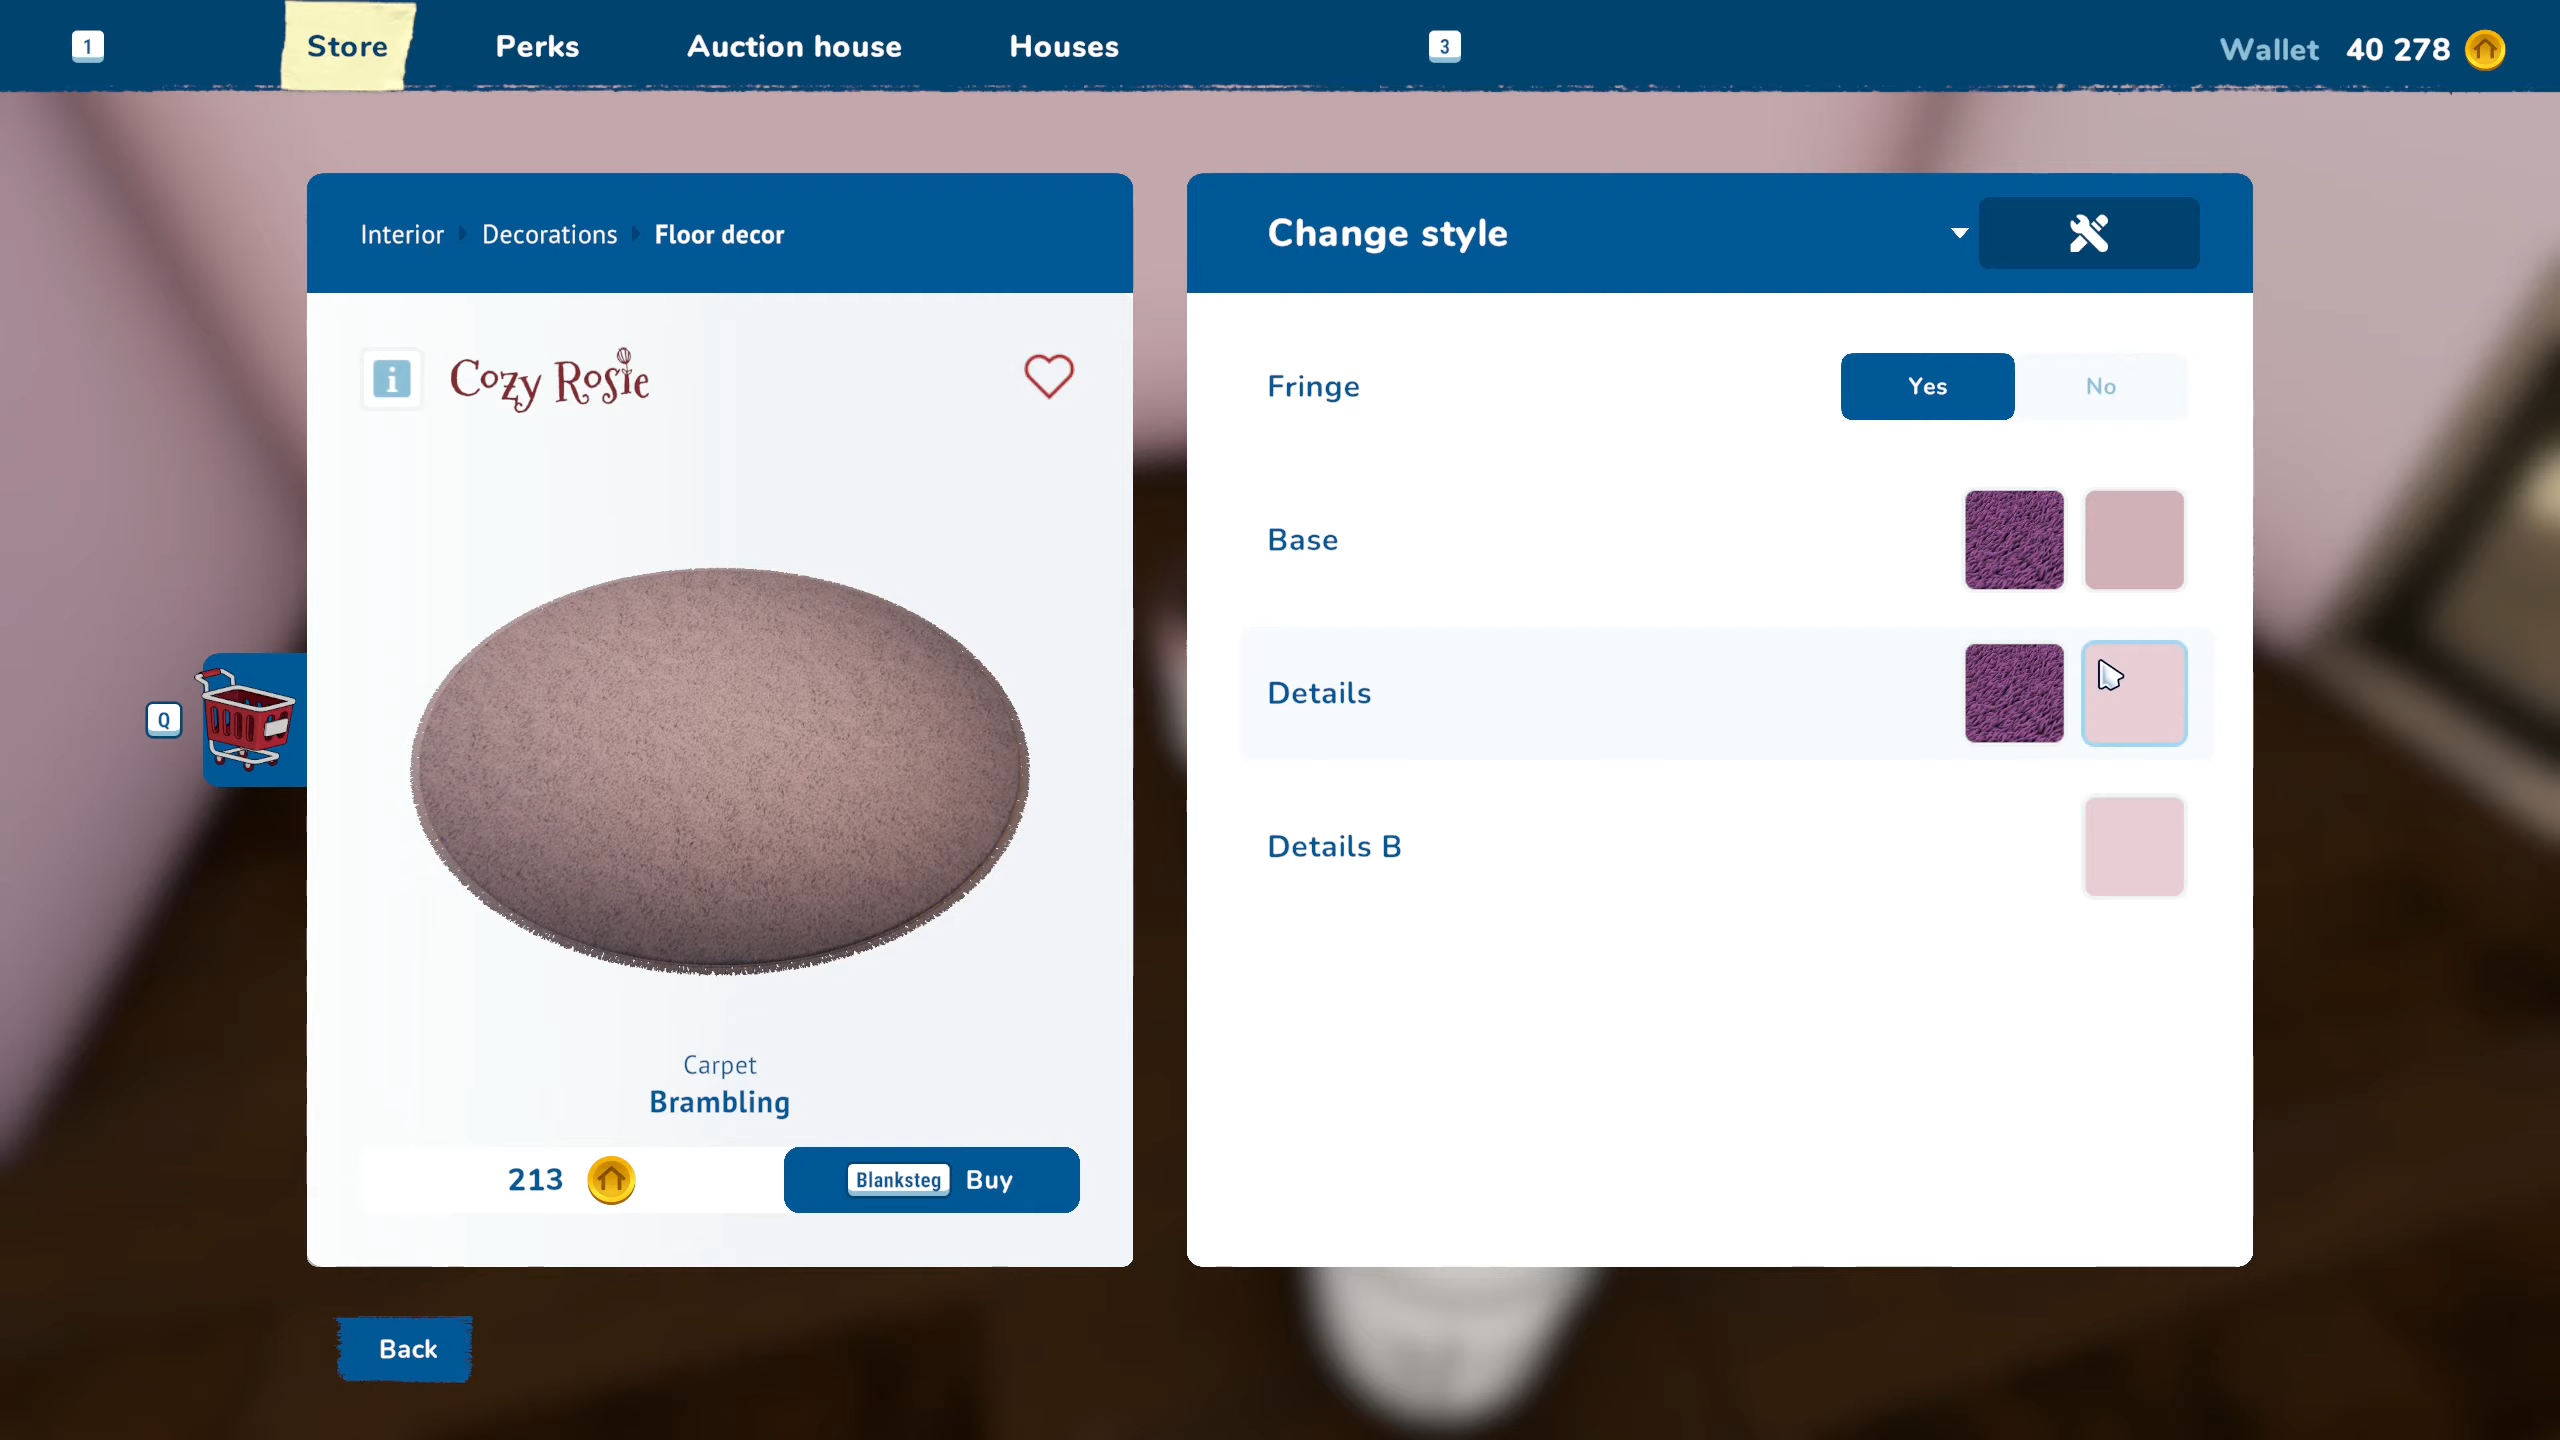 1
Store
Perks
Auction house
Houses
3
Wallet 40 278
Interior Decorations Floor decor
i Cozy Rosie
Q
Carpet
Brambling
213
Blanksteg Buy
Back
Change style
Fringe Yes No
Base
Details
Details B